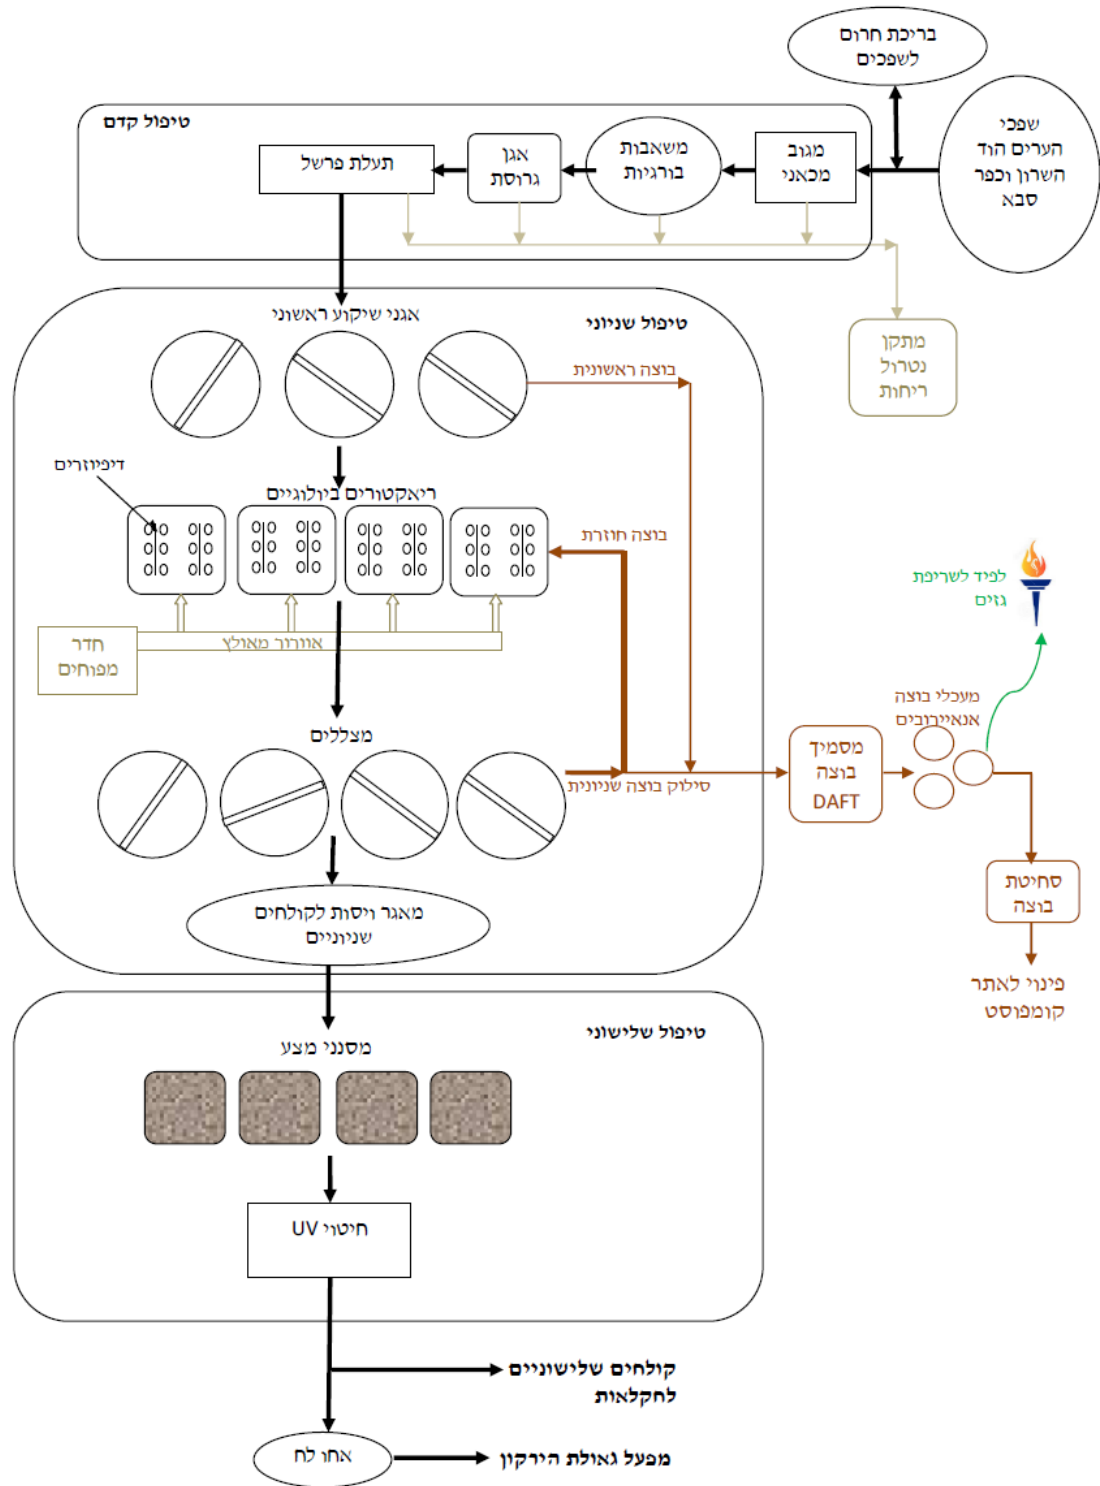 בריכת חרום
לשפכים
שפכי
הערים הוד
השרון וכפר
סבא
טיפול קדם
מגוב
מכאני
משאבות
בורגיות
אגן
גרוסת
תעלת פרשל
מתקן
נטרול
ריחות
טיפול שניוני
אגני שיקוע ראשוני
בוצה ראשונית
דיפיוזרים
ריאקטורים ביולוגיים
בוצה חוזרת
חדר
מפוחים
אוורור מאולץ
מצללים
סילוק בוצה שניונית
מאגר ויסות לקולחים
שניוניים
מסמיך
בוצה
DAFT
מעכלי בוצה
אנאיירובים
לפיד לשריפת
גזים
סחיטת
בוצה
פינוי לאתר
קומפוסט
טיפול שלישוני
מסנני מצע
חיטוי UV
קולחים שלישוניים
לחקלאות
אחו לח
מפעל גאולת הירקון